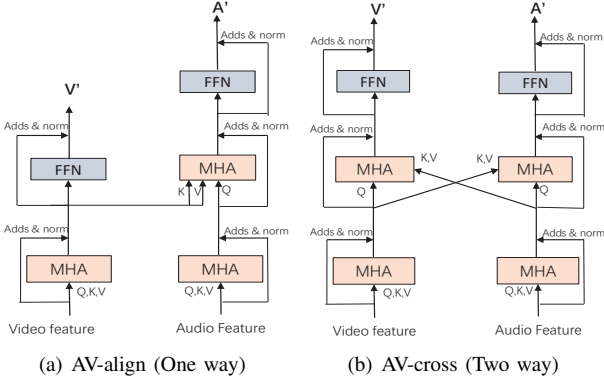 V' A' V' A'
Adds & norm Adds & norm Adds & norm
FFN FFN FFN
Adds & norm Adds & norm Adds & norm Adds & norm
FFN MHA MHA K,V K,V MHA
K V Q Q Q
Adds & norm Adds & norm Adds & norm Adds & norm
MHA MHA MHA MHA
Q,K,V Q,K,V Q,K,V Q,K,V
Video feature Audio Feature Video feature Audio Feature
(a) AV-align (One way) (b) AV-cross (Two way)